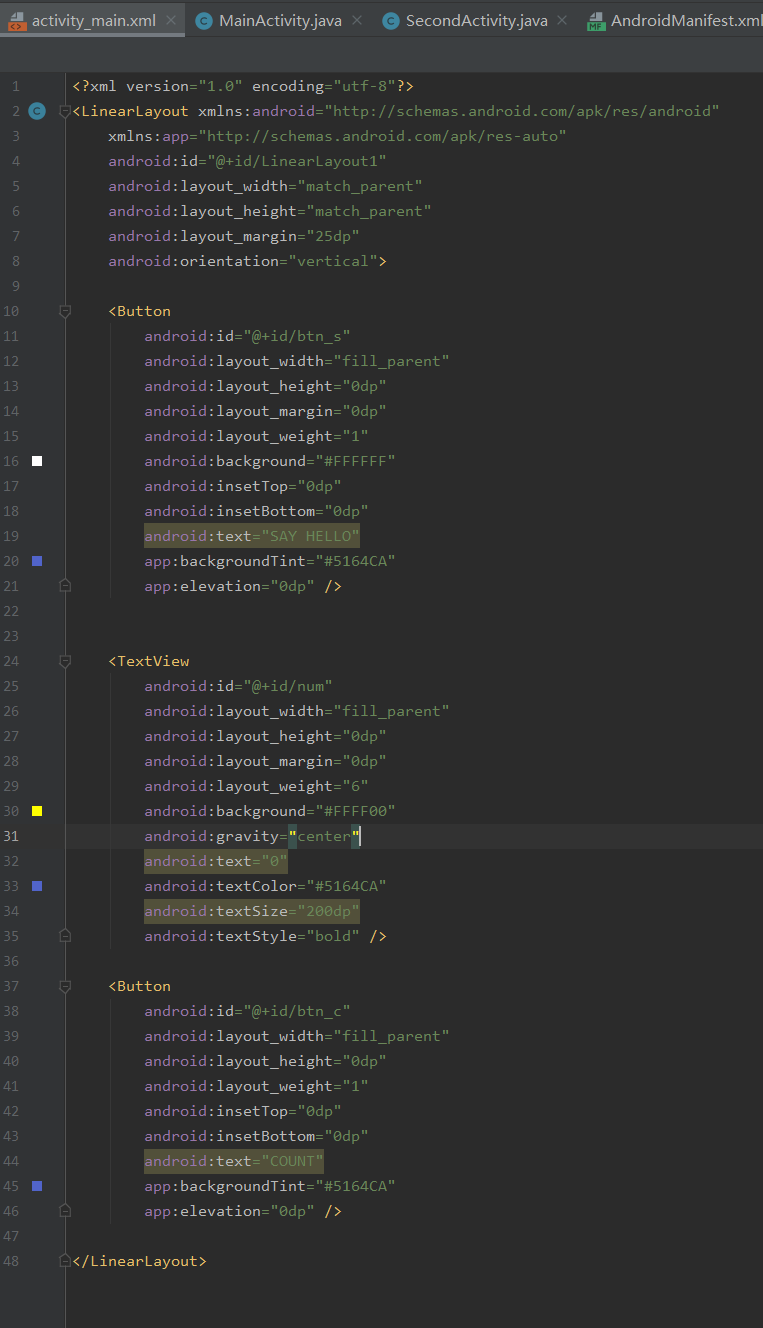 activity_main.xml MainActivity.java SecondActivity.java AndroidManifest.xml
1 <?xml version="1.0" encoding="utf-8"?>
2 <LinearLayout xmlns:android="http://schemas.android.com/apk/res/android"
3 xmlns:app="http://schemas.android.com/apk/res-auto"
4 android:id="@+id/LinearLayout1"
5 android:layout_width="match_parent"
6 android:layout_height="match_parent"
7 android:layout_margin="25dp"
8 android:orientation="vertical">
9
10 <Button
11 android:id="@+id/btn_s"
12 android:layout_width="fill_parent"
13 android:layout_height="0dp"
14 android:layout_margin="0dp"
15 android:layout_weight="1"
16 android:background="#FFFFFF"
17 android:insetTop="0dp"
18 android:insetBottom="0dp"
19 android:text="SAY HELLO"
20 app:backgroundTint="#5164CA"
21 app:elevation="0dp" />
22
23
24 <TextView
25 android:id="@+id/num"
26 android:layout_width="fill_parent"
27 android:layout_height="0dp"
28 android:layout_margin="0dp"
29 android:layout_weight="6"
30 android:background="#FFFF00"
31 android:gravity="center"
32 android:text="0"
33 android:textColor="#5164CA"
34 android:textSize="200dp"
35 android:textStyle="bold" />
36
37 <Button
38 android:id="@+id/btn_c"
39 android:layout_width="fill_parent"
40 android:layout_height="0dp"
41 android:layout_weight="1"
42 android:insetTop="0dp"
43 android:insetBottom="0dp"
44 android:text="COUNT"
45 app:backgroundTint="#5164CA"
46 app:elevation="0dp" />
47
48 </LinearLayout>